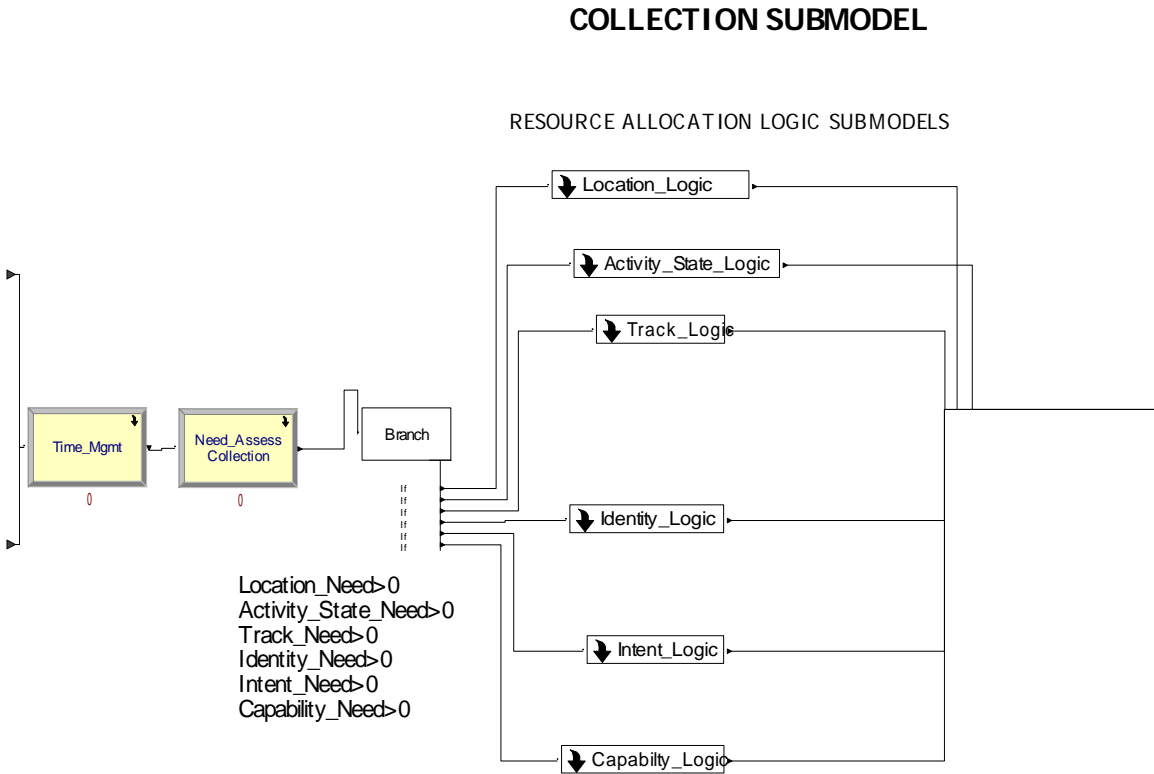 COLLECTION SUBMODEL
RESOURCE ALLOCATION LOGIC SUBMODELS
Location_Logic
Activity_State_Logic
Track_Logic
Time_Mgmt
0
Need_Assess
Collection
0
Branch
If
If
If
If
If
If
Identity_Logic
Intent_Logic
Capabilty_Logic
Location_Need>0
Activity_State_Need>0
Track_Need>0
Identity_Need>0
Intent_Need>0
Capability_Need>0